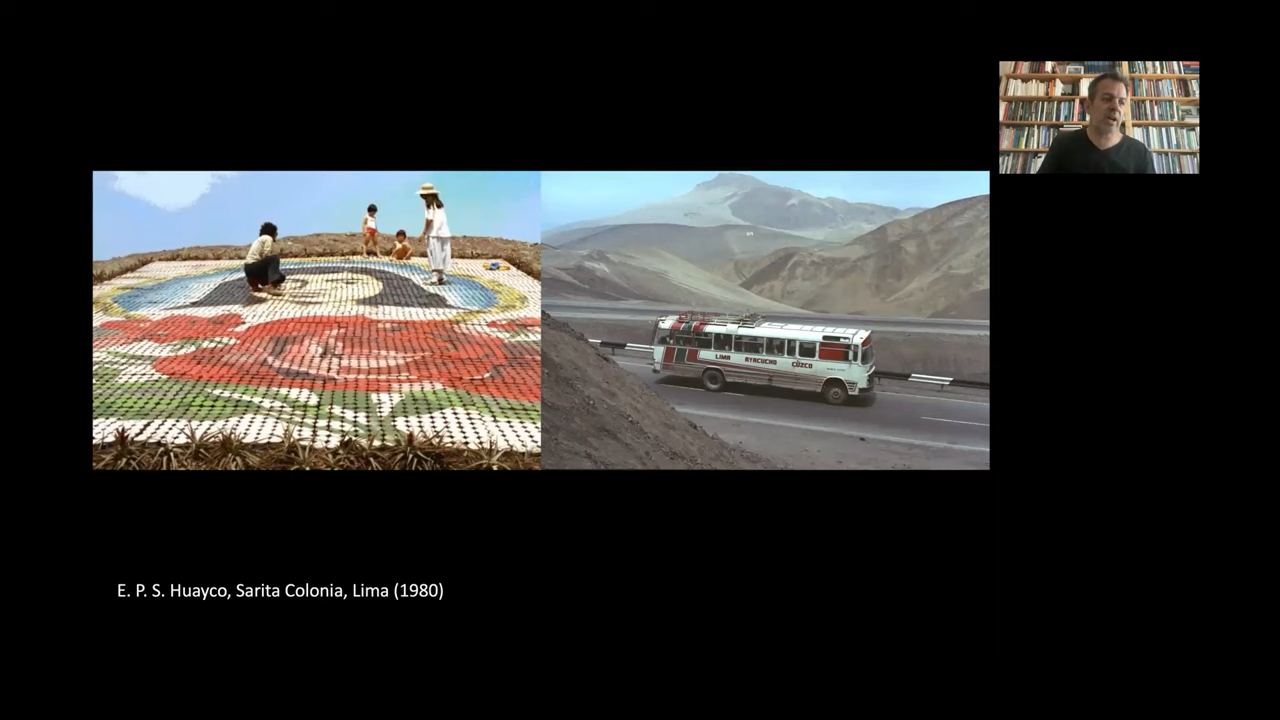 LIMA AYACUCHO CUZCO
E. P. S. Huayco, Sarita Colonia, Lima (1980)